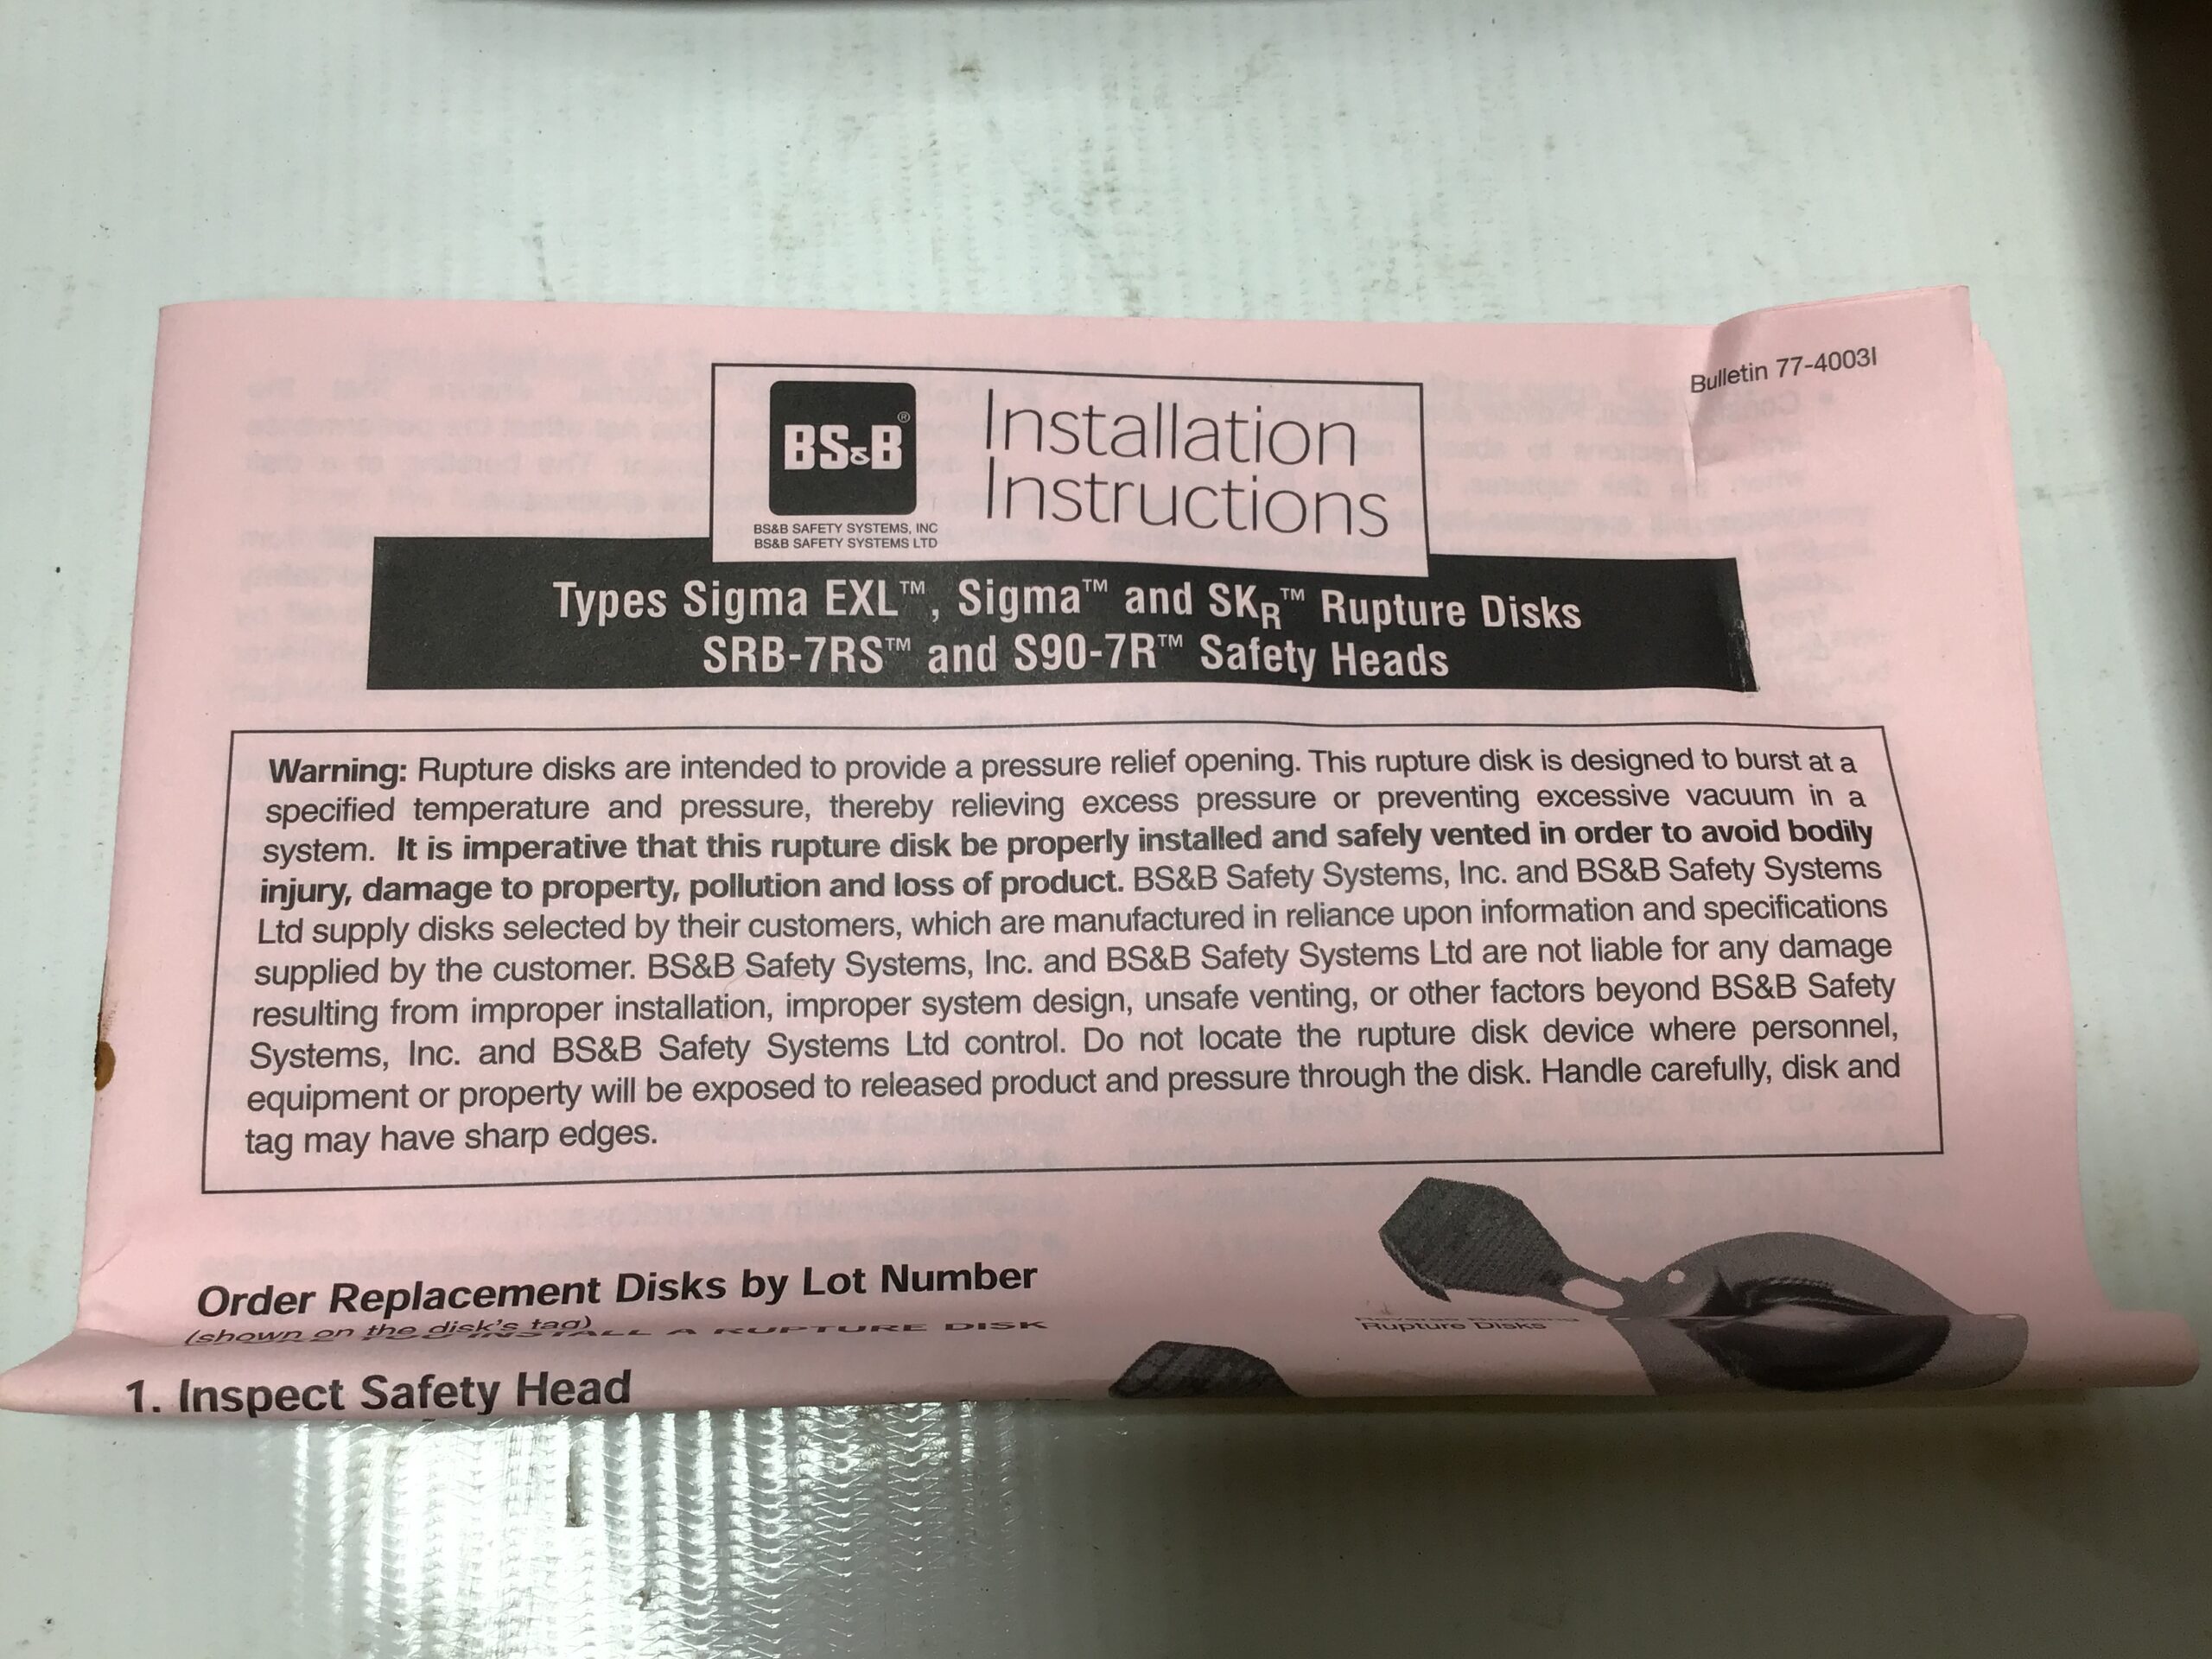 Bulletin 77-4003I
BS&B®
Installation
Instructions
BS&B SAFETY SYSTEMS, INC
BS&B SAFETY SYSTEMS LTD
Types Sigma EXL™, Sigma™ and SKR™ Rupture Disks
SRB-7RS™ and S90-7R™ Safety Heads
Warning: Rupture disks are intended to provide a pressure relief opening. This rupture disk is designed to burst at a
specified temperature and pressure, thereby relieving excess pressure or preventing excessive vacuum in a
system. It is imperative that this rupture disk be properly installed and safely vented in order to avoid bodily
injury, damage to property, pollution and loss of product. BS&B Safety Systems, Inc. and BS&B Safety Systems
Ltd supply disks selected by their customers, which are manufactured in reliance upon information and specifications
supplied by the customer. BS&B Safety Systems, Inc. and BS&B Safety Systems Ltd are not liable for any damage
resulting from improper installation, improper system design, unsafe venting, or other factors beyond BS&B Safety
Systems, Inc. and BS&B Safety Systems Ltd control. Do not locate the rupture disk device where personnel,
equipment or property will be exposed to released product and pressure through the disk. Handle carefully, disk and
tag may have sharp edges.
Order Replacement Disks by Lot Number
(shown on the disk's tag)
INSTALL A RUPTURE DISK
Rupture Disks
1. Inspect Safety Head